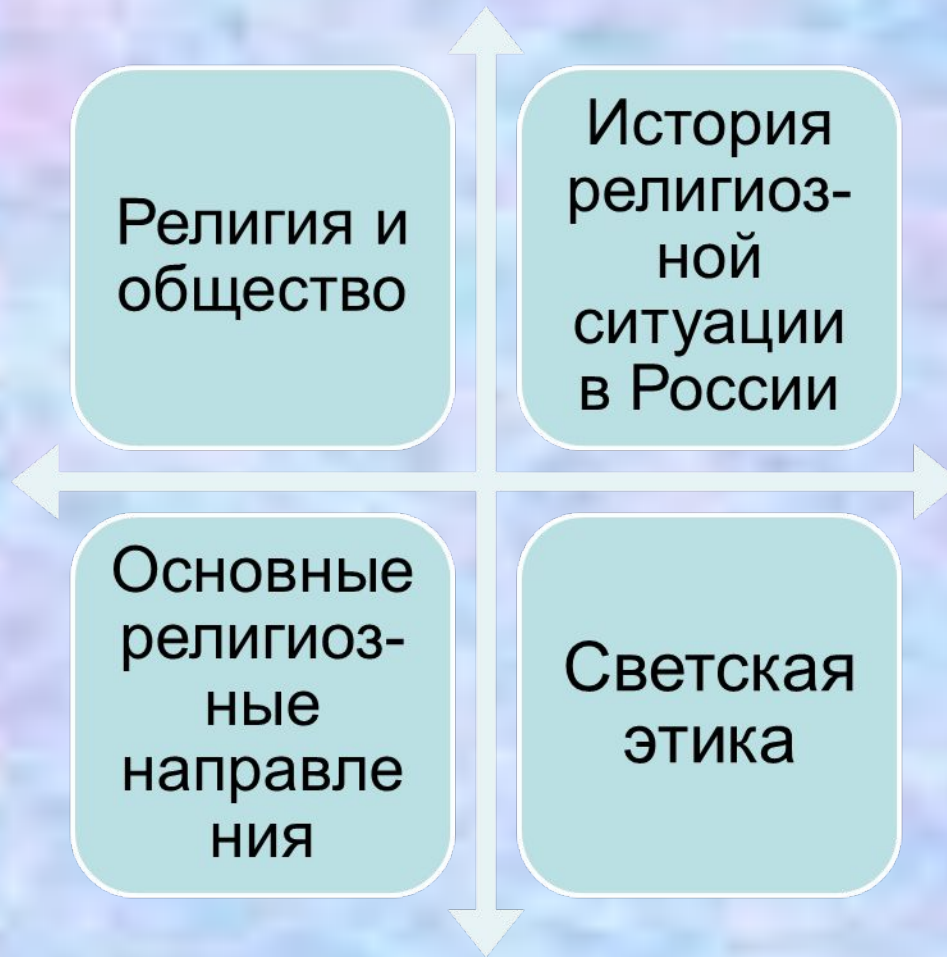 Религия и
общество
История
религиоз-
ной
ситуации
в России
Основные
религиоз-
ные
направле
ния
Светская
этика